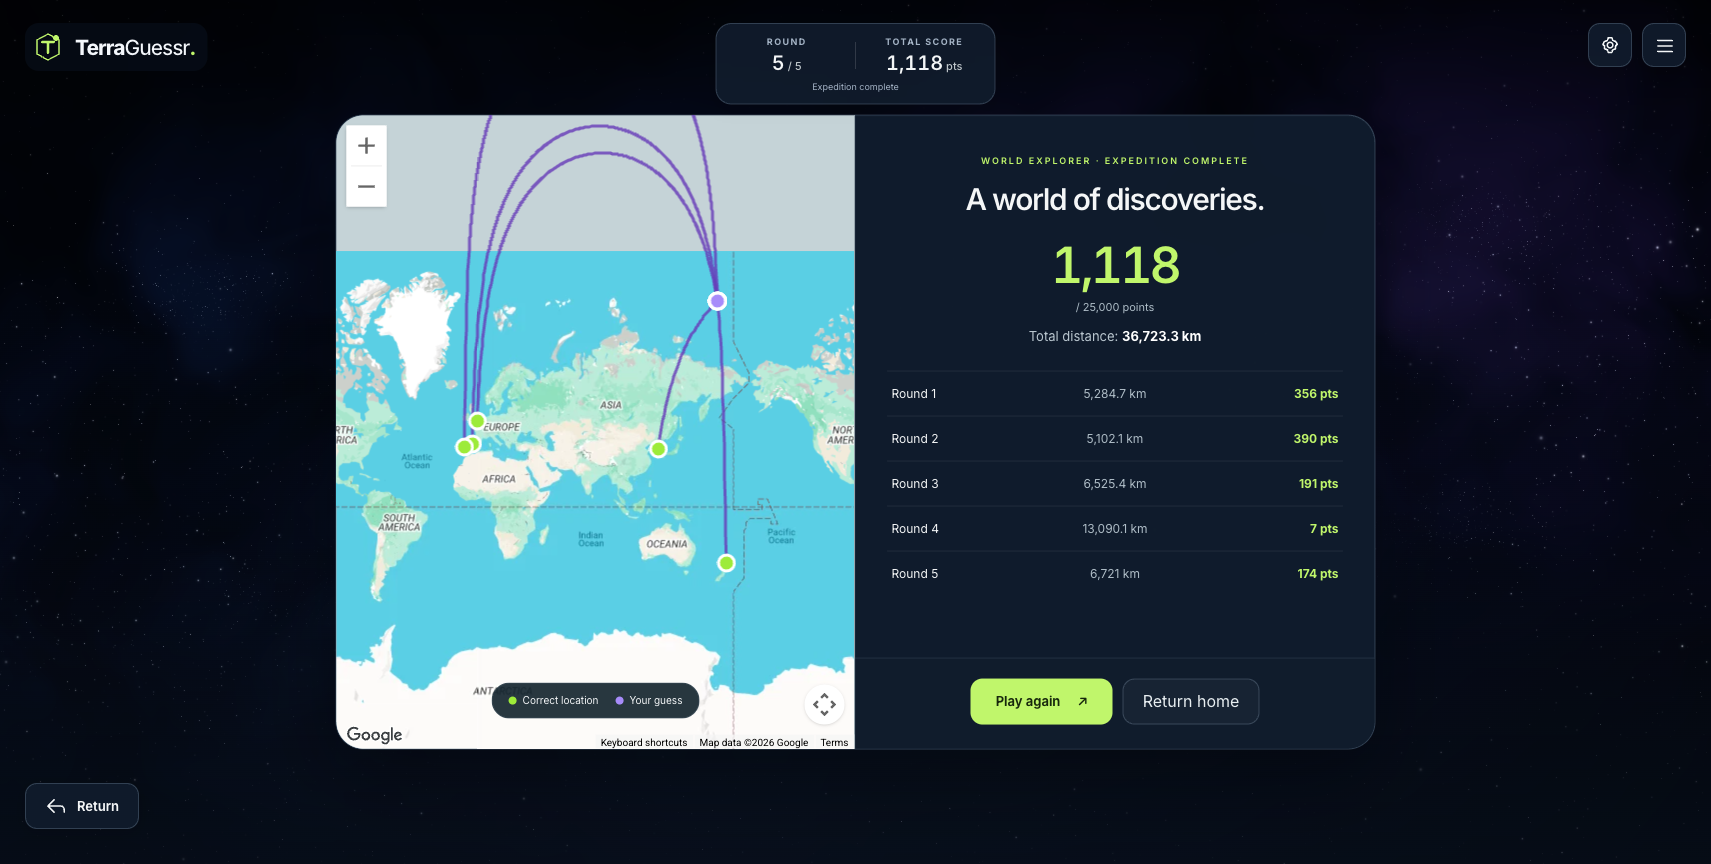 TerraGuessr.
ROUND
5 / 5
TOTAL SCORE
1,118 pts
Expedition complete
WORLD EXPLORER · EXPEDITION COMPLETE
A world of discoveries.
1,118
/ 25,000 points
Total distance: 36,723.3 km
Round 1 5,284.7 km 356 pts
Round 2 5,102.1 km 390 pts
Round 3 6,525.4 km 191 pts
Round 4 13,090.1 km 7 pts
Round 5 6,721 km 174 pts
Play again
Return home
ASIA
EUROPE
Atlantic
Ocean
AFRICA
SOUTH
AMERICA
Indian
Ocean
OCEANIA
Pacific
Ocean
Correct location
Your guess
Google
Keyboard shortcuts
Map data ©2026 Google
Terms
Return